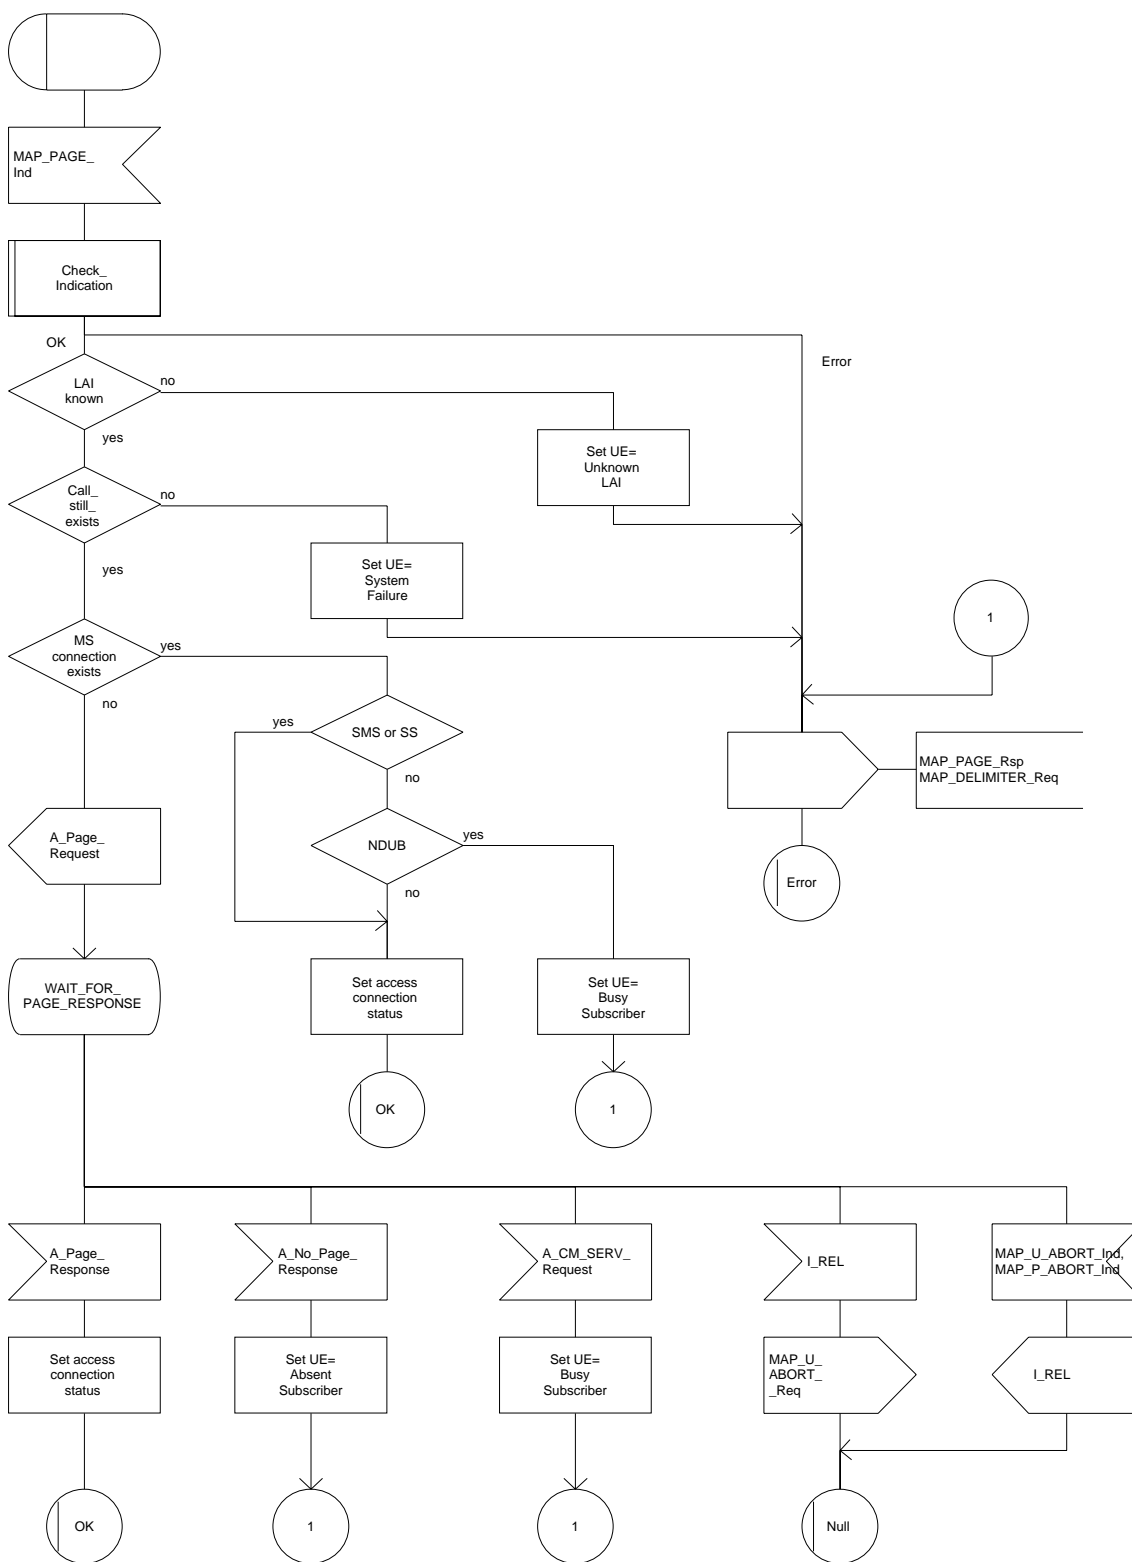 MAP_PAGE_
Ind
Check_
Indication
OK
Error
LAI
known
no
yes
Set UE=
Unknown
LAI
Call_
still_
exists
no
yes
Set UE=
System
Failure
1
MS
connection
exists
yes
no
SMS or SS
yes
no
MAP_PAGE_Rsp
MAP_DELIMITER_Req
A_Page_
Request
NDUB
yes
no
Error
WAIT_FOR_
PAGE_RESPONSE
Set access
connection
status
Set UE=
Busy
Subscriber
OK
1
A_Page_
Response
A_No_Page_
Response
A_CM_SERV_
Request
I_REL
MAP_U_ABORT_Ind,
MAP_P_ABORT_Ind
Set access
connection
status
Set UE=
Absent
Subscriber
Set UE=
Busy
Subscriber
MAP_U_
ABORT_
_Req
I_REL
OK
1
1
Null